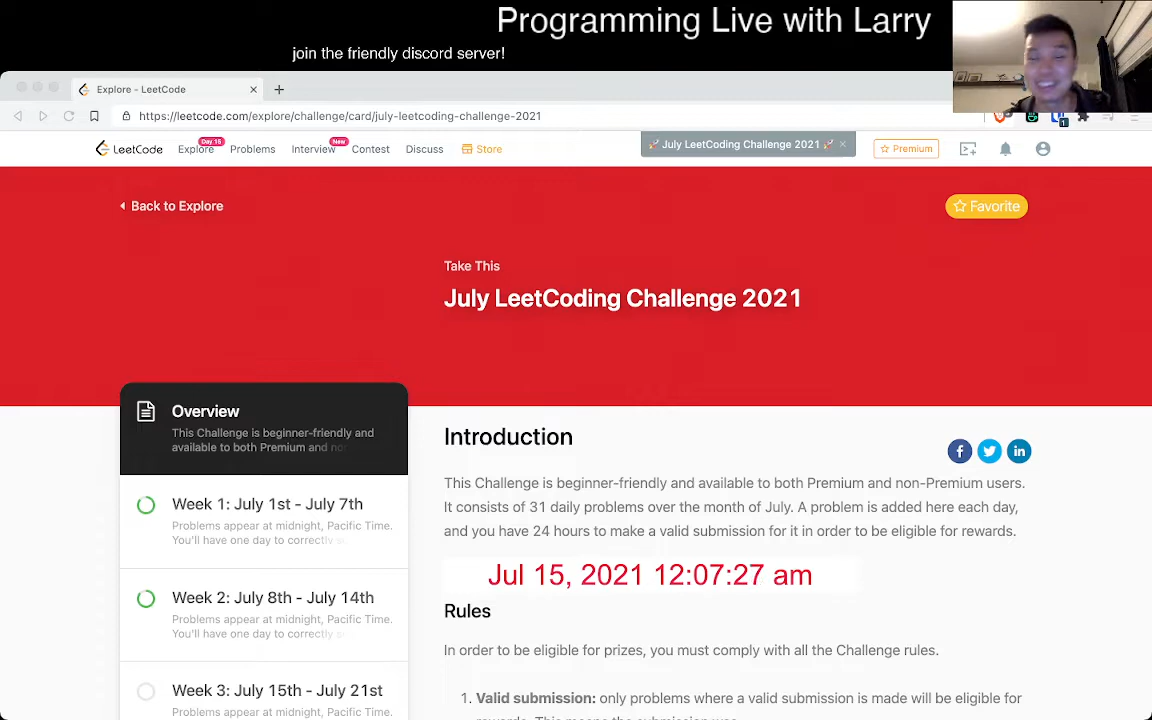 Programming Live with Larry
join the friendly discord server!
Explore - LeetCode
https://leetcode.com/explore/challenge/card/july-leetcoding-challenge-2021
1
LeetCode
Explore
Day 15
Problems
Interview
New
Contest
Discuss
Store
July LeetCoding Challenge 2021
Premium
Back to Explore
Favorite
Take This
July LeetCoding Challenge 2021
Overview
This Challenge is beginner-friendly and
available to both Premium and non
Introduction
This Challenge is beginner-friendly and available to both Premium and non-Premium users.
It consists of 31 daily problems over the month of July. A problem is added here each day,
and you have 24 hours to make a valid submission for it in order to be eligible for rewards.
Week 1: July 1st - July 7th
Problems appear at midnight, Pacific Time.
You'll have one day to correctly
Jul 15, 2021 12:07:27 am
Week 2: July 8th - July 14th
Problems appear at midnight, Pacific Time.
You'll have one day to correctly
Rules
In order to be eligible for prizes, you must comply with all the Challenge rules.
Week 3: July 15th - July 21st
Problems appear at midnight, Pacific Time.
1. Valid submission: only problems where a valid submission is made will be eligible for